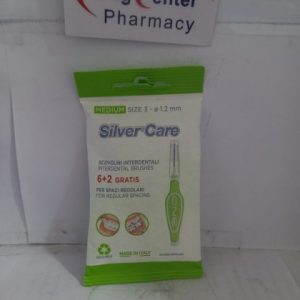 Center
Pharmacy
MEDIUM SIZE 3 - ø 1.2 mm
Silver Care
SCOVOLINI INTERDENTALI
INTERDENTAL BRUSHES
6+2 GRATIS
PER SPAZI REGOLARI
FOR REGULAR SPACING
MADE IN ITALY